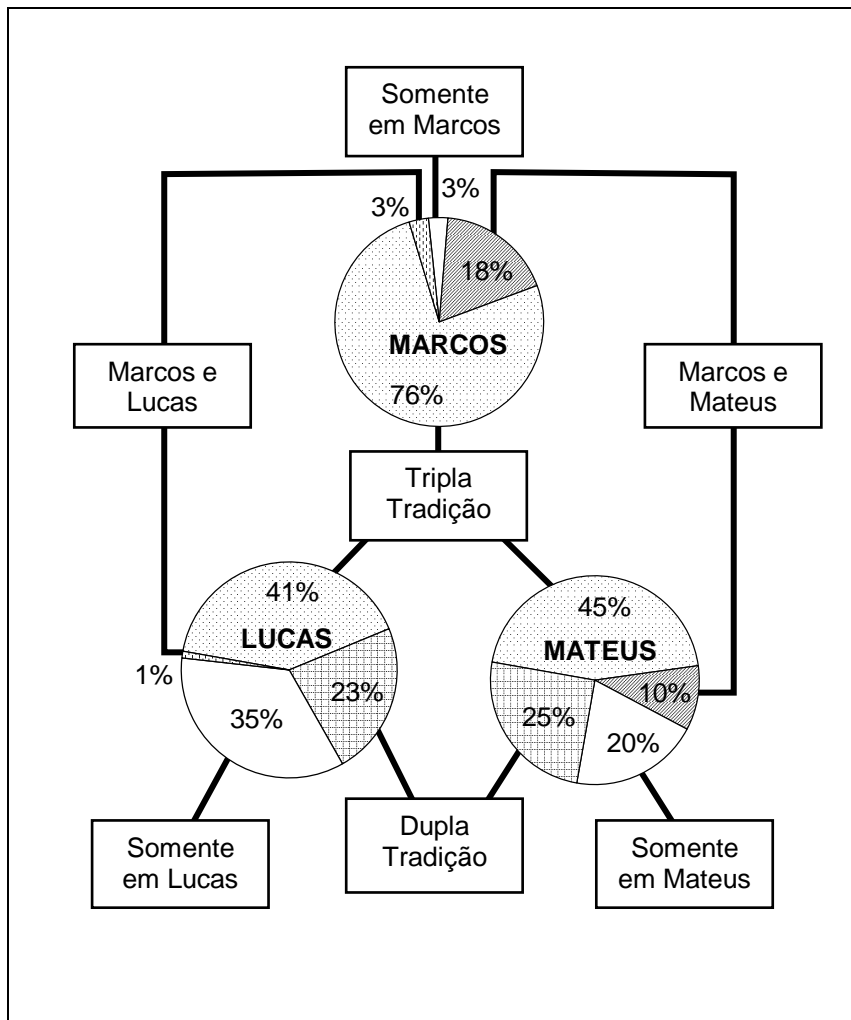 Somente
em Marcos
3%
3%
18%
MARCOS
76%
Marcos e
Lucas
Marcos e
Mateus
Tripla
Tradição
41%
LUCAS
1%
23%
35%
45%
MATEUS
10%
25%
20%
Somente
em Lucas
Dupla
Tradição
Somente
em Mateus